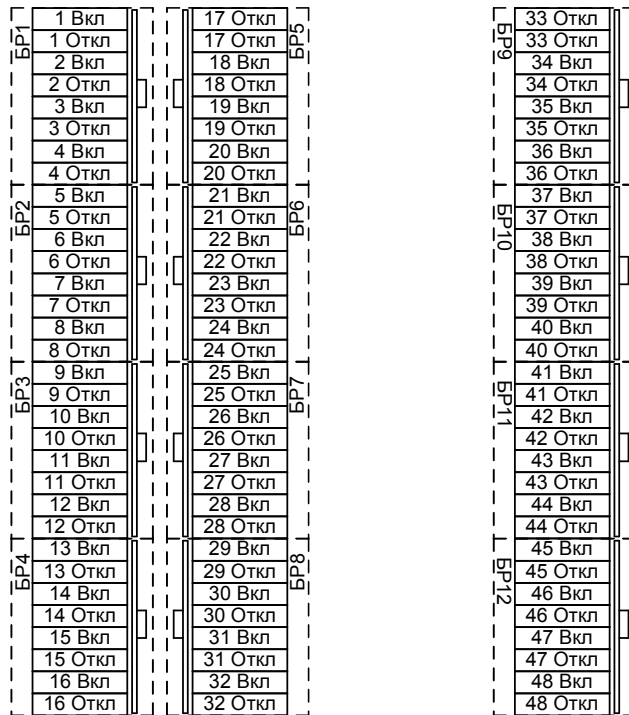 БР1
1 Вкл
1 Откл
2 Вкл
2 Откл
3 Вкл
3 Откл
4 Вкл
4 Откл
БР2
5 Вкл
5 Откл
6 Вкл
6 Откл
7 Вкл
7 Откл
8 Вкл
8 Откл
БР3
9 Вкл
9 Откл
10 Вкл
10 Откл
11 Вкл
11 Откл
12 Вкл
12 Откл
БР4
13 Вкл
13 Откл
14 Вкл
14 Откл
15 Вкл
15 Откл
16 Вкл
16 Откл
БР5
17 Откл
17 Откл
18 Вкл
18 Откл
19 Вкл
19 Откл
20 Вкл
20 Откл
БР6
21 Вкл
21 Откл
22 Вкл
22 Откл
23 Вкл
23 Откл
24 Вкл
24 Откл
БР7
25 Вкл
25 Откл
26 Вкл
26 Откл
27 Вкл
27 Откл
28 Вкл
28 Откл
БР8
29 Вкл
29 Откл
30 Вкл
30 Откл
31 Вкл
31 Откл
32 Вкл
32 Откл
БР9
33 Откл
33 Откл
34 Вкл
34 Откл
35 Вкл
35 Откл
36 Вкл
36 Откл
БР10
37 Вкл
37 Откл
38 Вкл
38 Откл
39 Вкл
39 Откл
40 Вкл
40 Откл
БР11
41 Вкл
41 Откл
42 Вкл
42 Откл
43 Вкл
43 Откл
44 Вкл
44 Откл
БР12
45 Вкл
45 Откл
46 Вкл
46 Откл
47 Вкл
47 Откл
48 Вкл
48 Откл